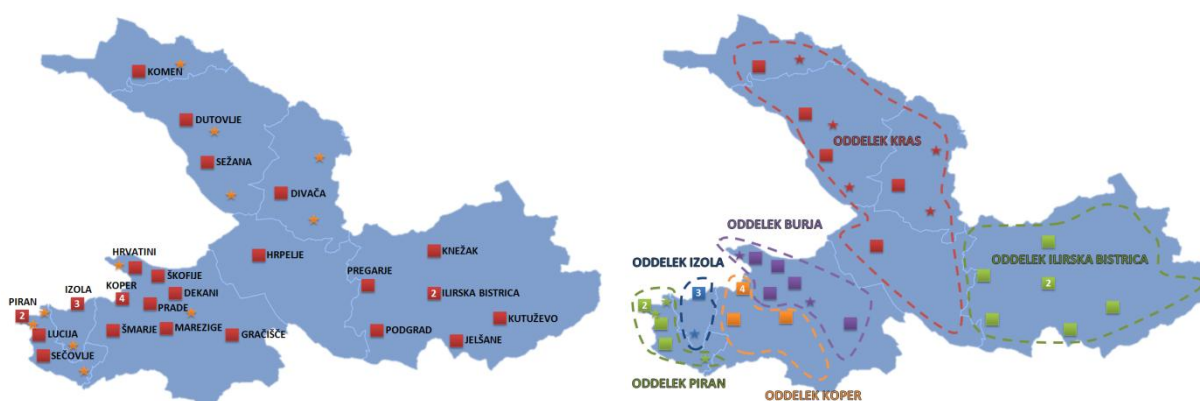 KOMEN
DUTOVLJE
SEŽANA
DIVAČA
HRVATINI
HRPELJE
KNEŽAK
ŠKOFIJE
PREGARJE
KOPER
4
DEKANI
IZOLA
3
2 ILIRSKA BISTRICA
PIRAN
2
PRADE
KUTUŽEVO
LUCIJA
ŠMARJE
MAREZIGE
GRAČIŠČE
PODGRAD
JELŠANE
SEČOVLJE
ODDELEK KRAS
ODDELEK BURJA
ODDELEK IZOLA
ODDELEK ILIRSKA BISTRICA
4
3
2
2
ODDELEK PIRAN
ODDELEK KOPER